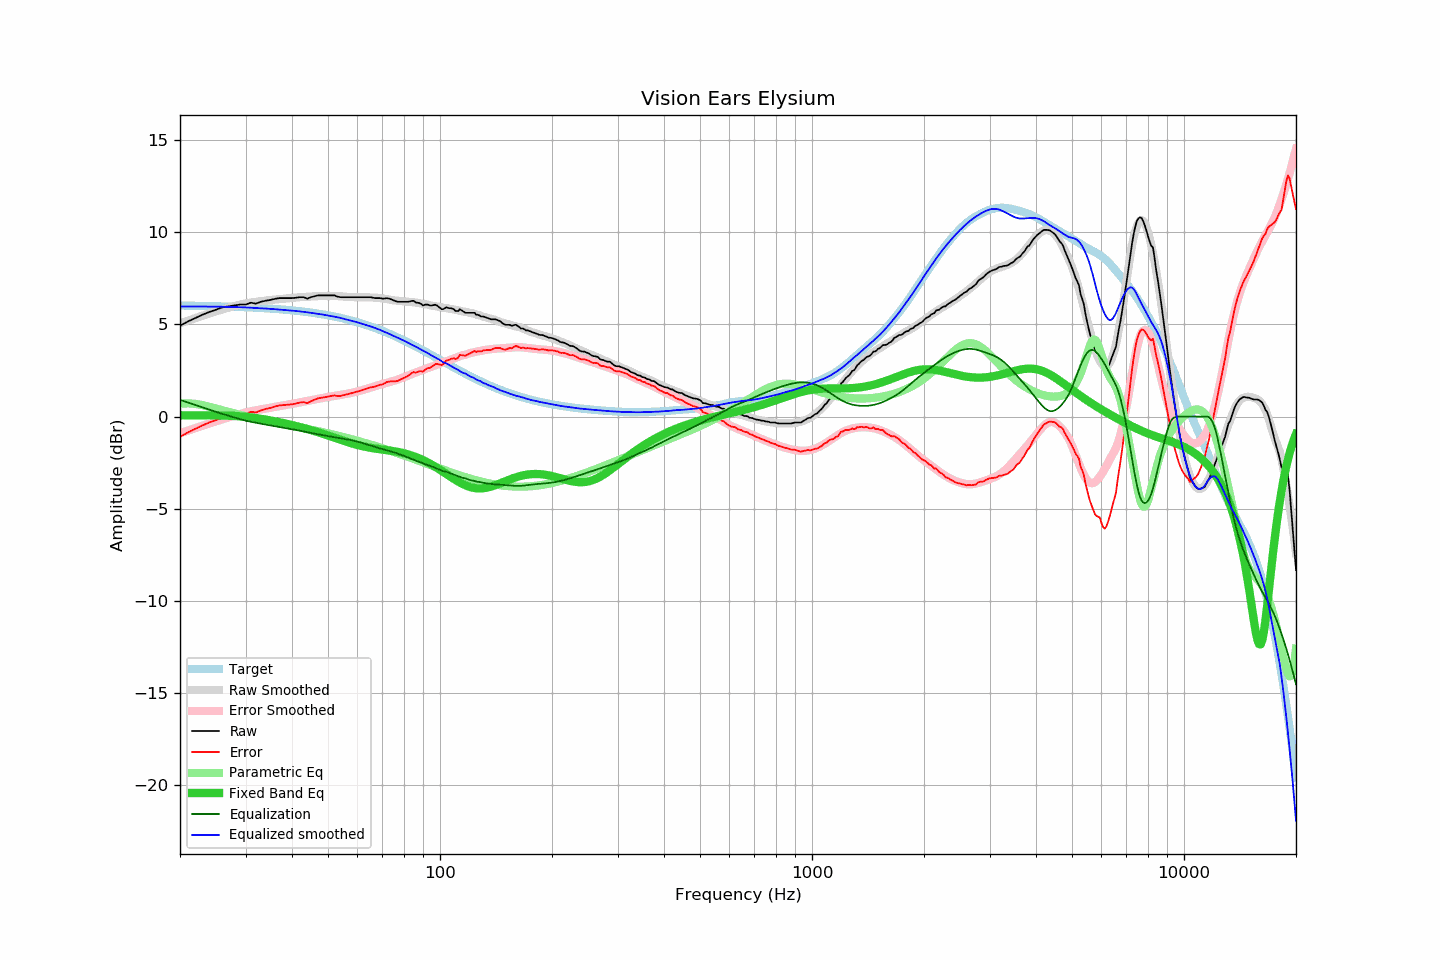 Vision Ears Elysium
15
10
5
0
−5
−10
−15
−20
Amplitude (dBr)
100
1000
10000
Frequency (Hz)
Target
Raw Smoothed
Error Smoothed
Raw
Error
Parametric Eq
Fixed Band Eq
Equalization
Equalized smoothed